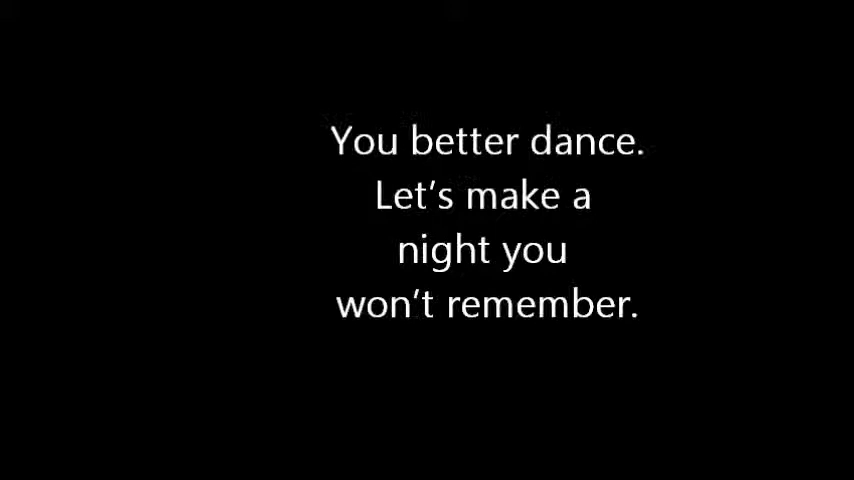 You better dance.
Let’s make a
night you
won’t remember.